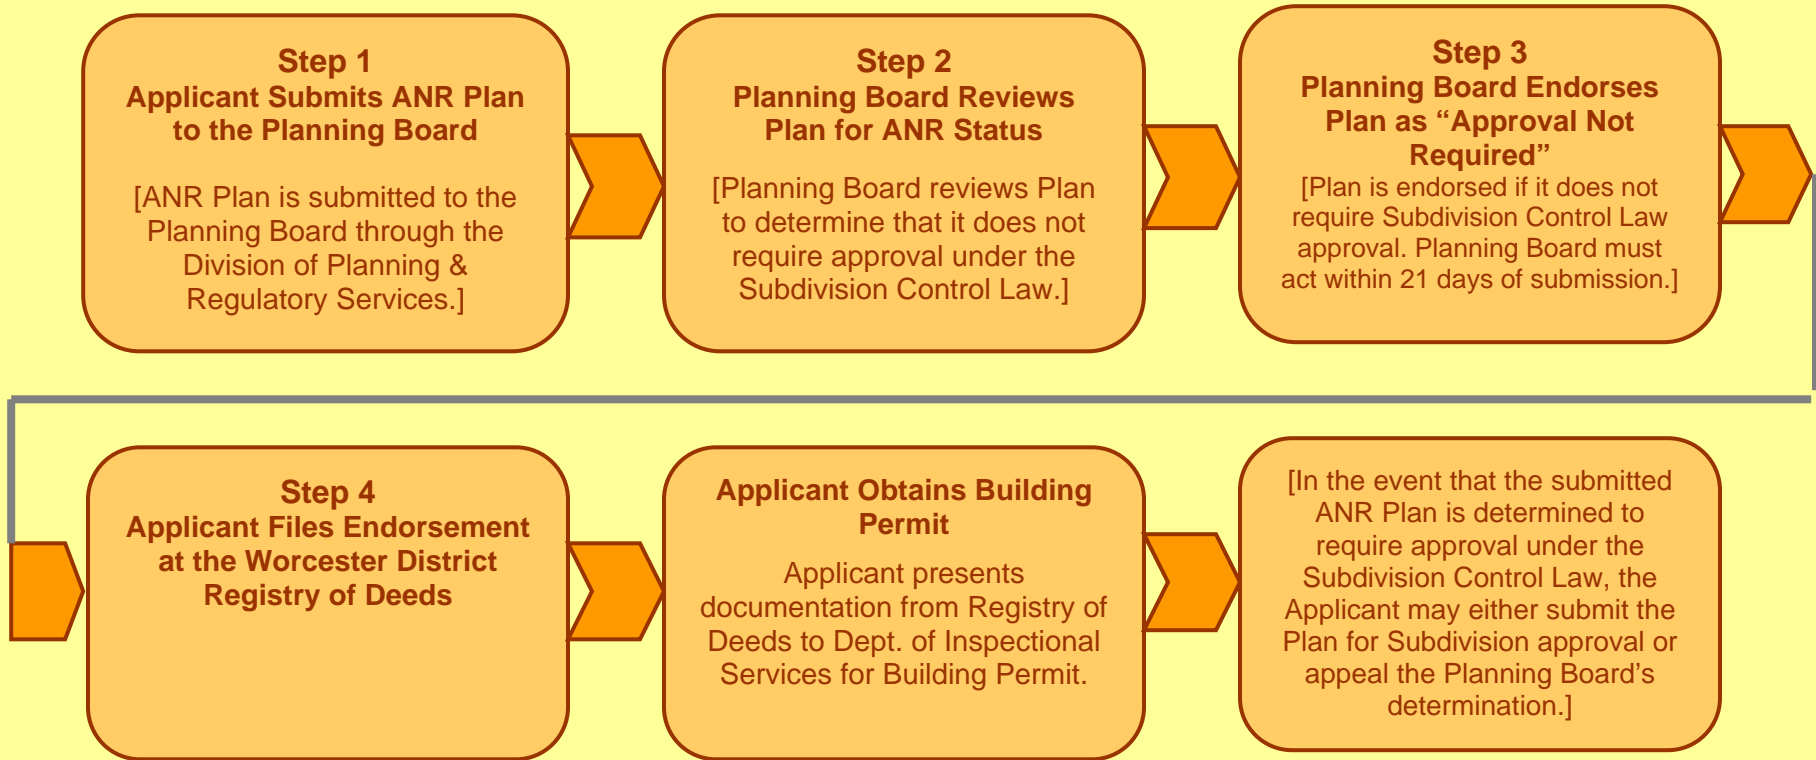 Step 1
Applicant Submits ANR Plan
to the Planning Board
[ANR Plan is submitted to the
Planning Board through the
Division of Planning &
Regulatory Services.]
Step 2
Planning Board Reviews
Plan for ANR Status
[Planning Board reviews Plan
to determine that it does not
require approval under the
Subdivision Control Law.]
Step 3
Planning Board Endorses
Plan as “Approval Not
Required”
[Plan is endorsed if it does not
require Subdivision Control Law
approval. Planning Board must
act within 21 days of submission.]
Step 4
Applicant Files Endorsement
at the Worcester District
Registry of Deeds
Applicant Obtains Building
Permit
Applicant presents
documentation from Registry of
Deeds to Dept. of Inspectional
Services for Building Permit.
[In the event that the submitted
ANR Plan is determined to
require approval under the
Subdivision Control Law, the
Applicant may either submit the
Plan for Subdivision approval or
appeal the Planning Board’s
determination.]